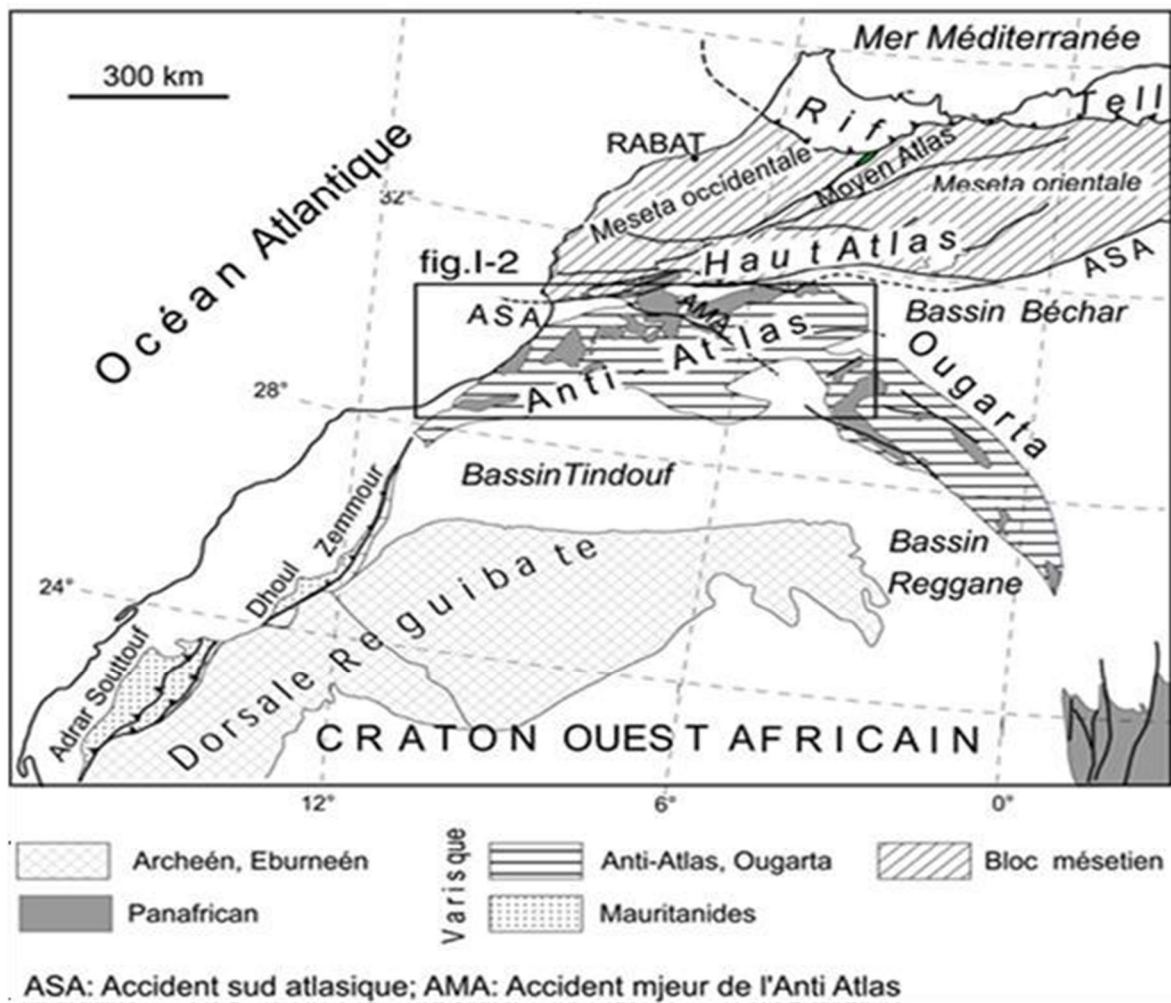 300 km
Mer Méditerranée
Océan Atlantique
Rif
Tell
RABAT
Meseta occidentale
Moyen Atlas
Meseta orientale
32°
fig.I-2
Haut Atlas
ASA
ASA
AMA
Bassin Béchar
Anti - Atlas
Ougarta
28°
Bassin Tindouf
Zemmour
Dhoul
Bassin
Reggane
24°
Adrar Souttouf
Dorsale Reguibate
CRATON OUEST AFRICAIN
12°
6°
0°
Archeén, Eburneén
Panafrican
Varisque
Anti-Atlas, Ougarta
Mauritanides
Bloc mésetien
ASA: Accident sud atlasique; AMA: Accident mjeur de l'Anti Atlas